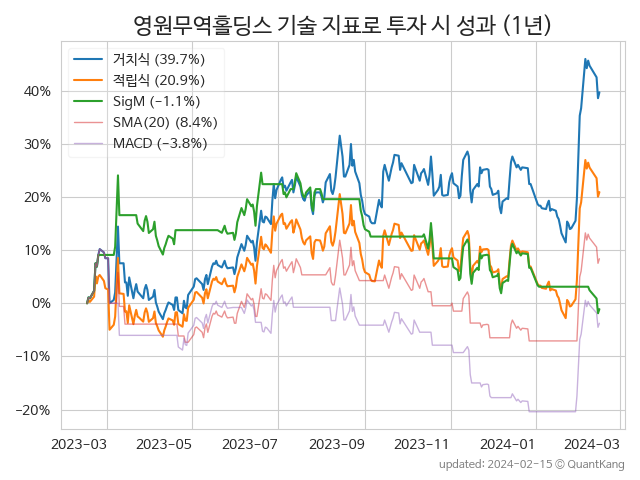 영원무역홀딩스 기술 지표로 투자 시 성과 (1년)
거치식 (39.7%)
적립식 (20.9%)
SigM (−1.1%)
SMA(20) (8.4%)
MACD (−3.8%)
40%
30%
20%
10%
0%
−10%
−20%
2023−03
2023−05
2023−07
2023−09
2023−11
2024−01
2024−03
updated: 2024−02−15 ⓒ QuantKang